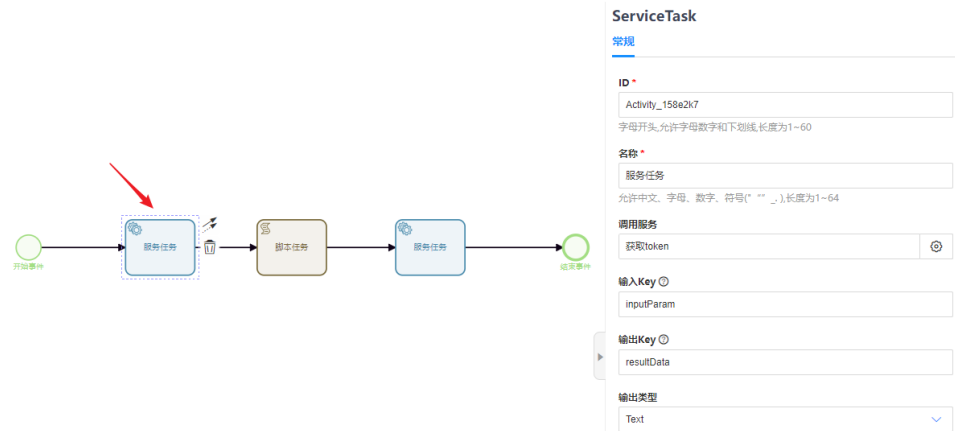 ServiceTask
常规
ID *
Activity_158e2k7
字母开头,允许字母数字和下划线,长度为1~60
名称 *
服务任务
允许中文、字母、数字、符号(" "" _. ),长度为1~64
调用服务
获取token
输入Key
inputParam
输出Key
resultData
输出类型
Text
开始事件
服务任务
脚本任务
服务任务
结束事件